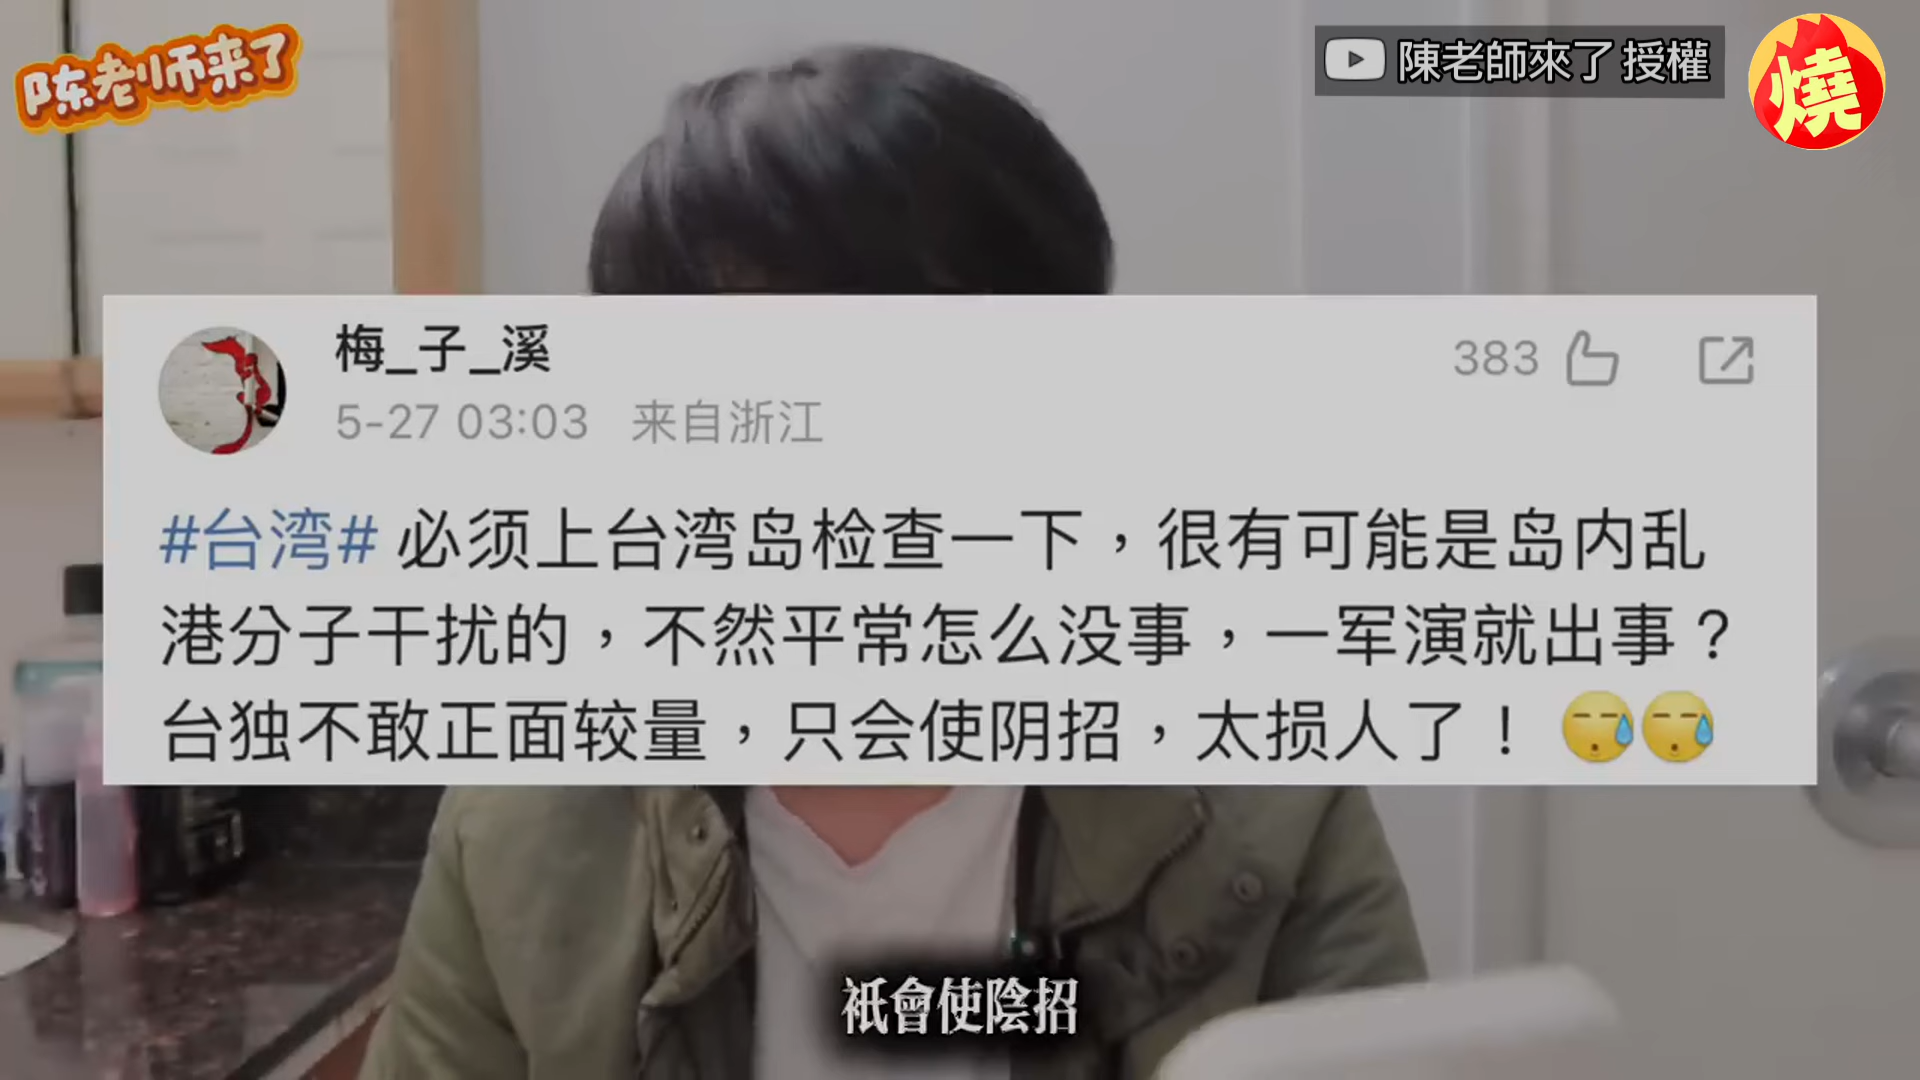 陈老师来了
陳老師來了 授權
燒
梅_子_溪
383
5-27 03:03 来自浙江
#台湾# 必须上台湾岛检查一下，很有可能是岛内乱
港分子干扰的，不然平常怎么没事，一军演就出事？
台独不敢正面较量，只会使阴招，太损人了！
祇會使陰招